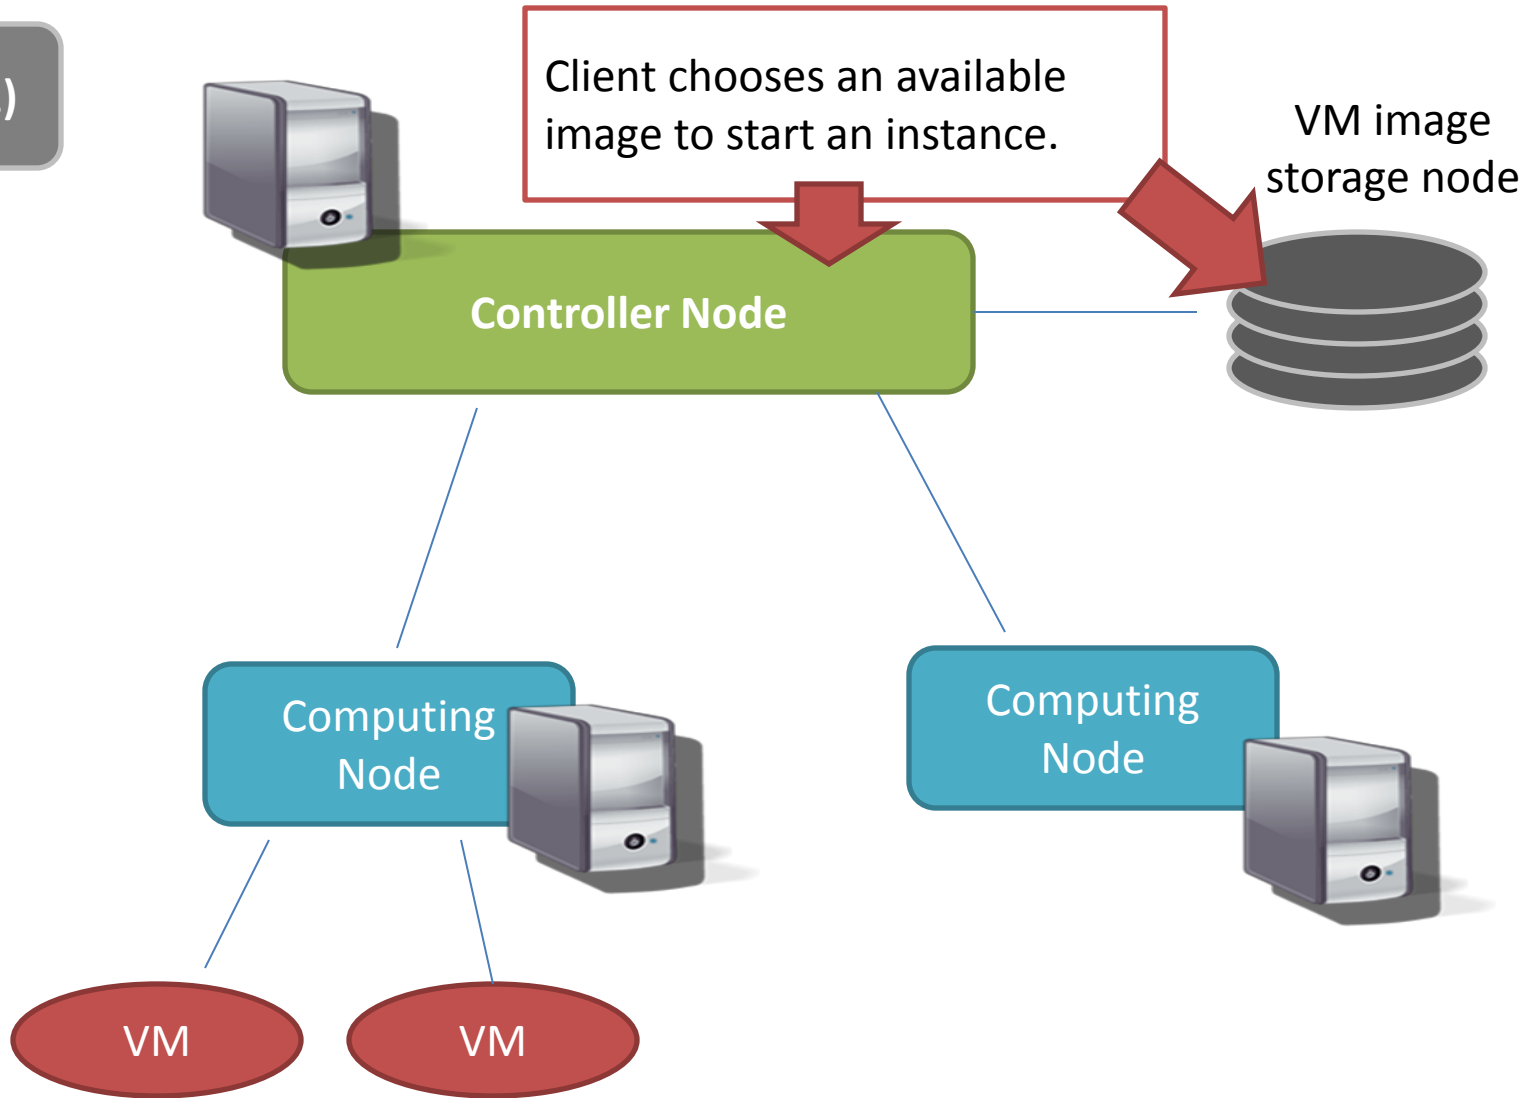 Client chooses an available
image to start an instance.
VM image
storage node
Controller Node
Computing
Node
Computing
Node
VM
VM